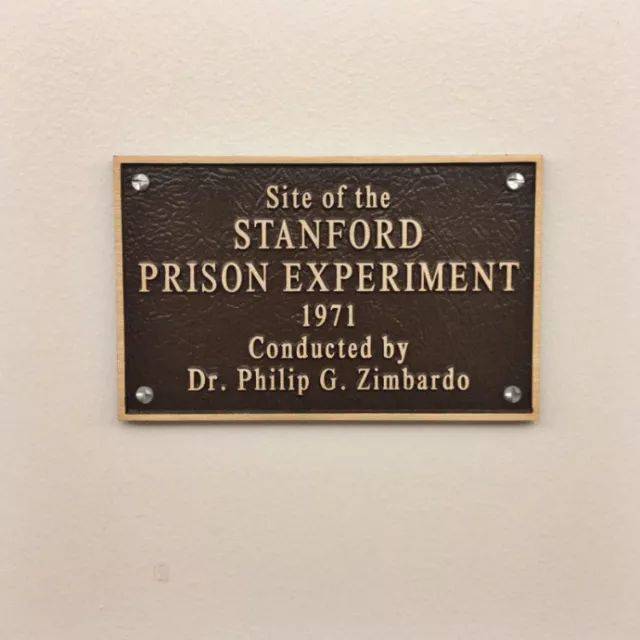 Site of the
STANFORD
PRISON EXPERIMENT
1971
Conducted by
Dr. Philip G. Zimbardo